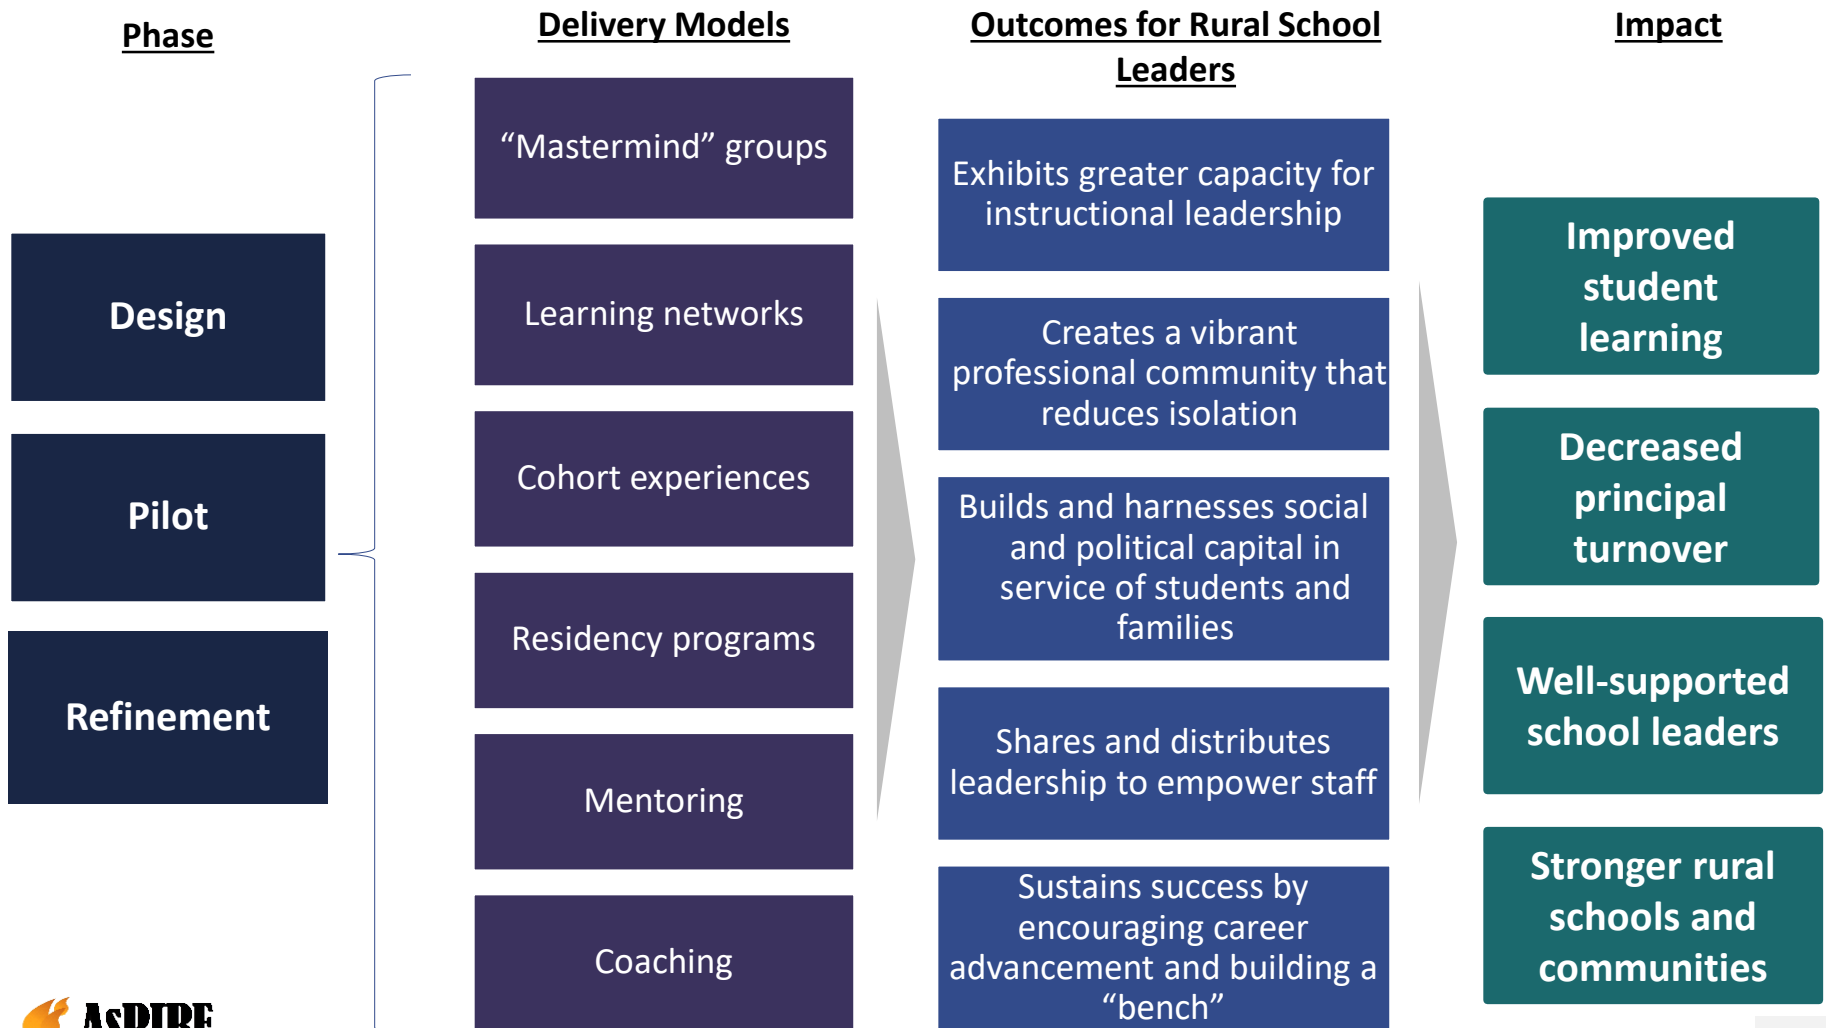 Phase
Design
Pilot
Refinement
Delivery Models
“Mastermind” groups
Learning networks
Cohort experiences
Residency programs
Mentoring
Coaching
Outcomes for Rural School
Leaders
Exhibits greater capacity for
instructional leadership
Creates a vibrant
professional community that
reduces isolation
Builds and harnesses social
and political capital in
service of students and
families
Shares and distributes
leadership to empower staff
Sustains success by
encouraging career
advancement and building a
“bench”
Impact
Improved
student
learning
Decreased
principal
turnover
Well-supported
school leaders
Stronger rural
schools and
communities
AsPIRE